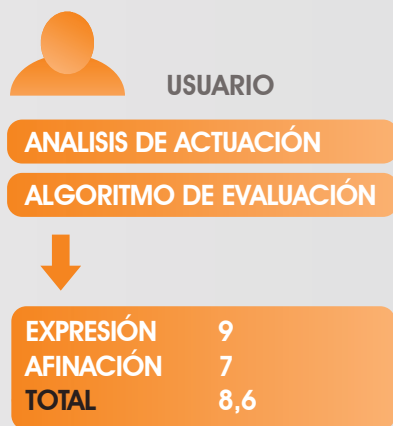 USUARIO
ANALISIS DE ACTUACIÓN
ALGORITMO DE EVALUACIÓN
EXPRESIÓN 9
AFINACIÓN 7
TOTAL 8,6